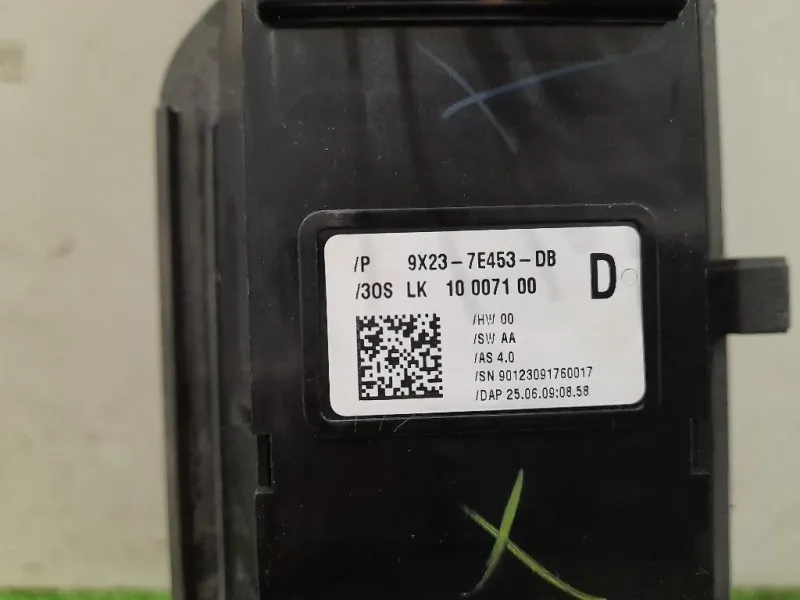 /P 9X23-7E453-DB
/3OS LK 10 0071 00 D
/HW 00
/SW AA
/AS 4.0
/SN 90123091760017
/DAP 25.06.09:08.58